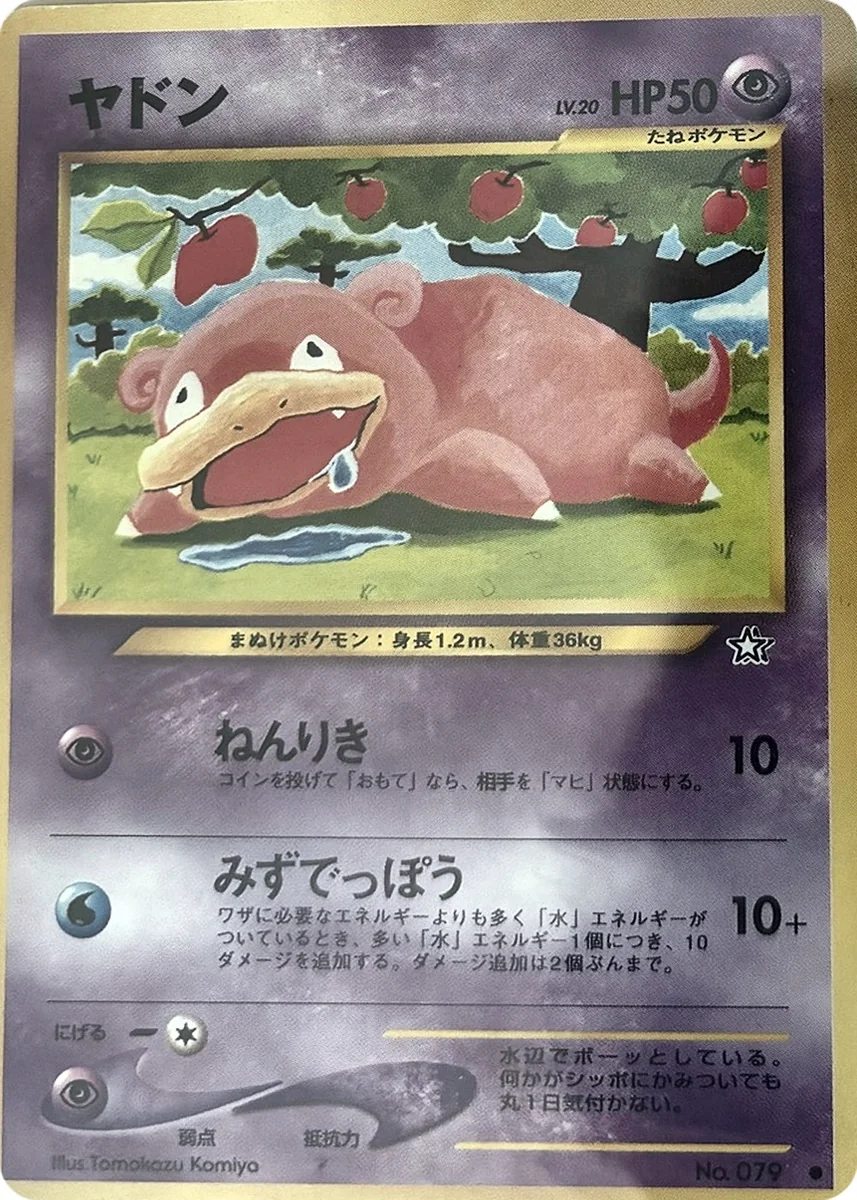 ヤドン
LV.20 HP50
たねポケモン
まぬけポケモン：身長1.2m、体重36kg
ねんりき 10
コインを投げて「おもて」なら、相手を「マヒ」状態にする。
みずでっぽう 10+
ワザに必要なエネルギーよりも多く「水」エネルギーが
ついているとき、多い「水」エネルギー1個につき、10
ダメージを追加する。ダメージ追加は2個ぶんまで。
にげる
水辺でボーッとしている。
何かがシッポにかみついても
丸1日気付かない。
弱点 抵抗力
Illus. Tomokazu Komiya
No. 079